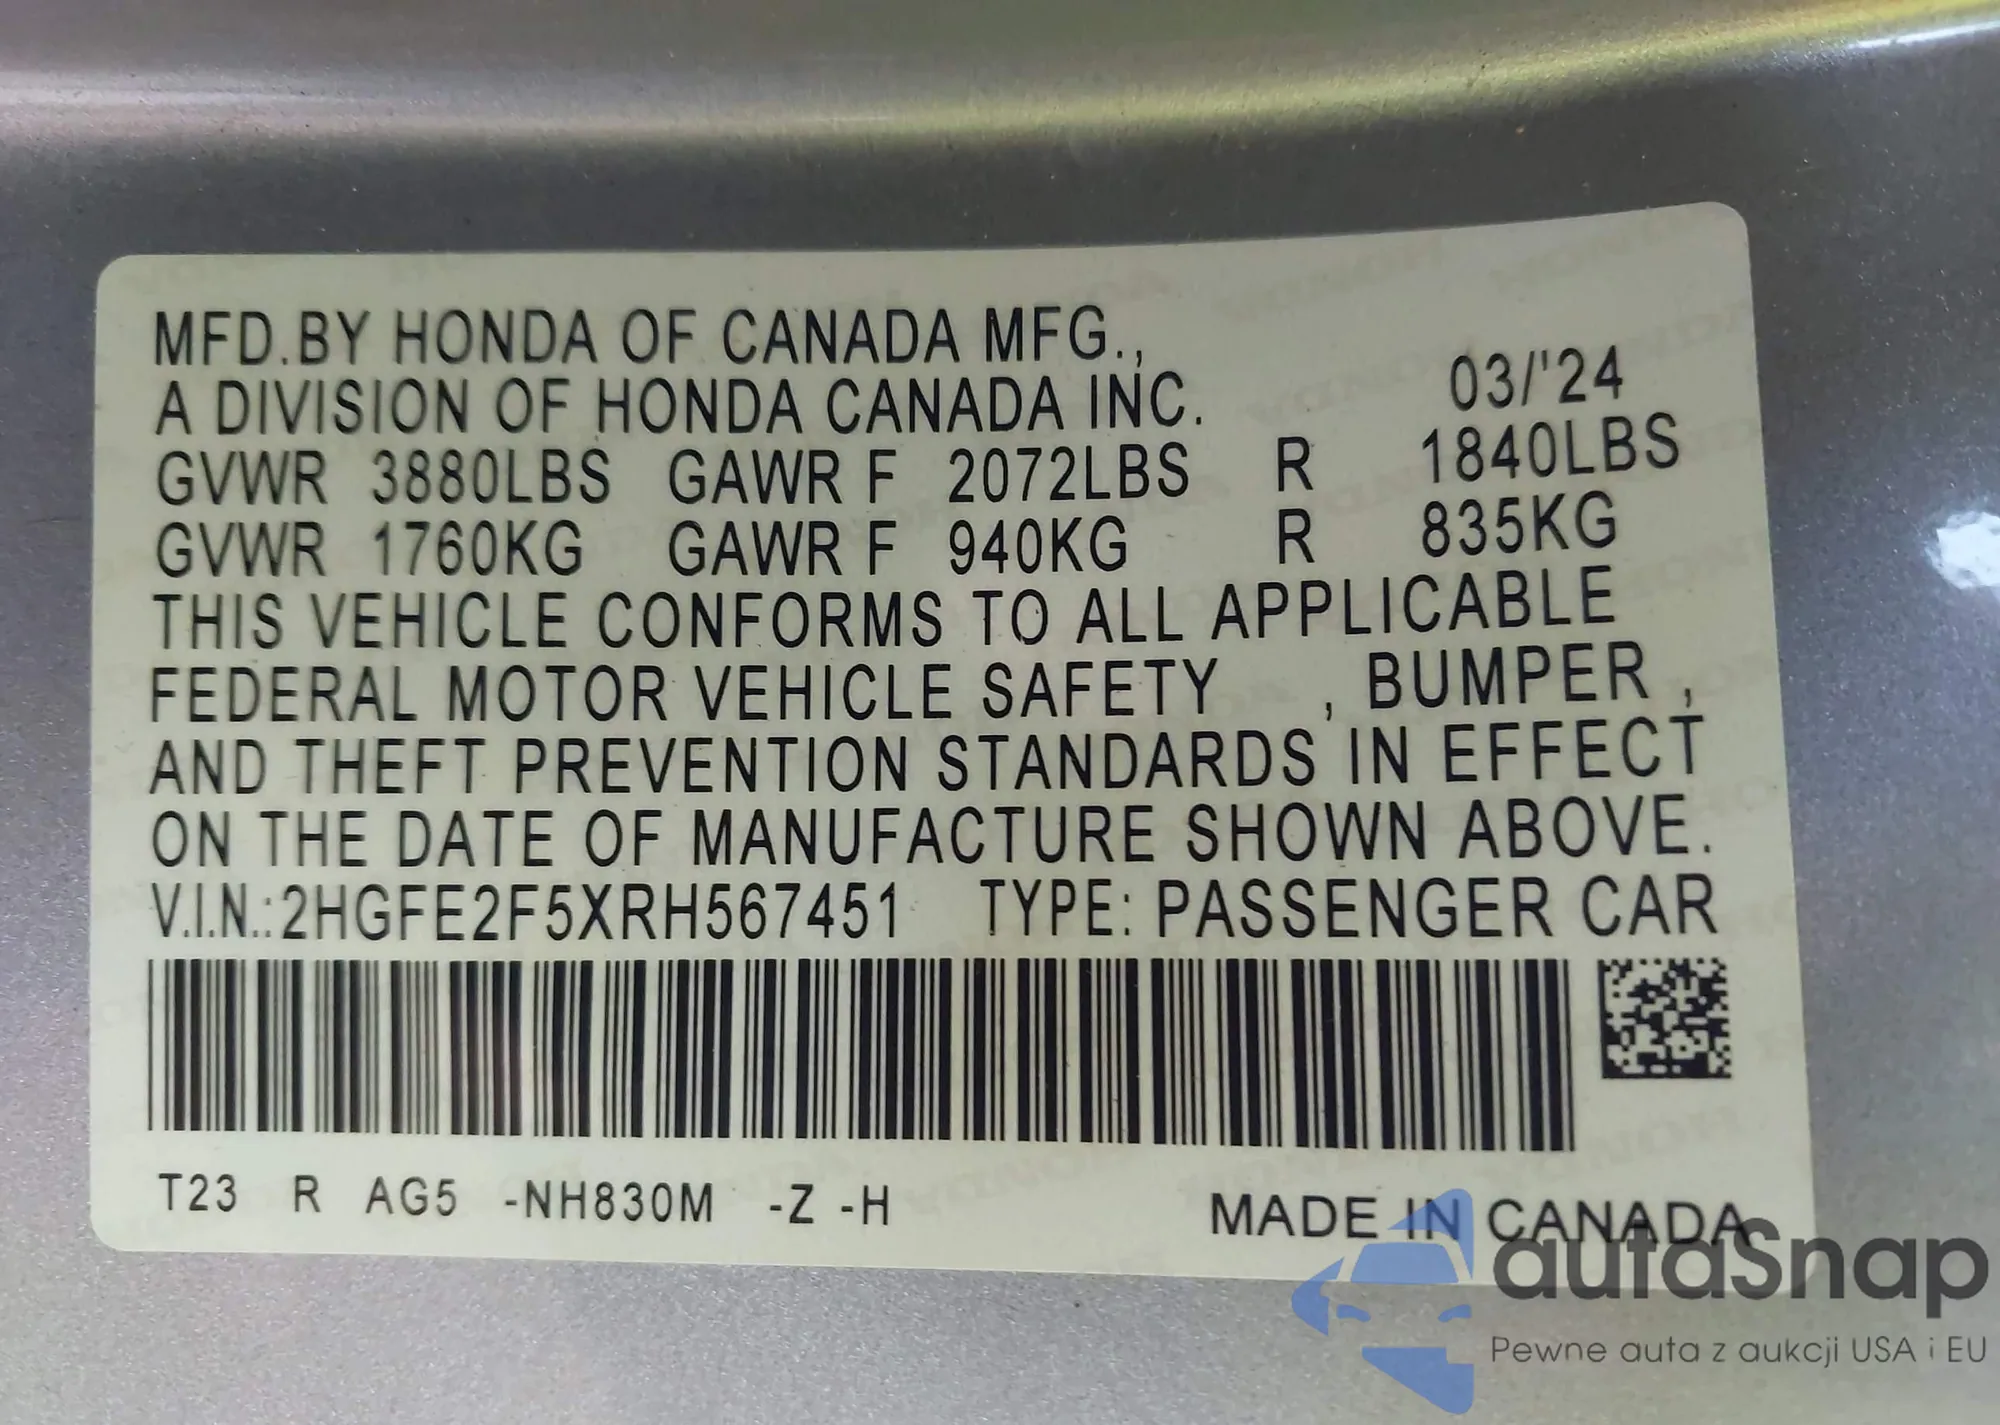 MFD.BY HONDA OF CANADA MFG.,
A DIVISION OF HONDA CANADA INC. 03/'24
GVWR 3880LBS GAWR F 2072LBS R 1840LBS
GVWR 1760KG GAWR F 940KG R 835KG
THIS VEHICLE CONFORMS TO ALL APPLICABLE
FEDERAL MOTOR VEHICLE SAFETY , BUMPER ,
AND THEFT PREVENTION STANDARDS IN EFFECT
ON THE DATE OF MANUFACTURE SHOWN ABOVE.
V.I.N.:2HGFE2F5XRH567451 TYPE: PASSENGER CAR
T23 R AG5 -NH830M -Z -H MADE IN CANADA
autaSnap
Pewne auta z aukcji USA i EU